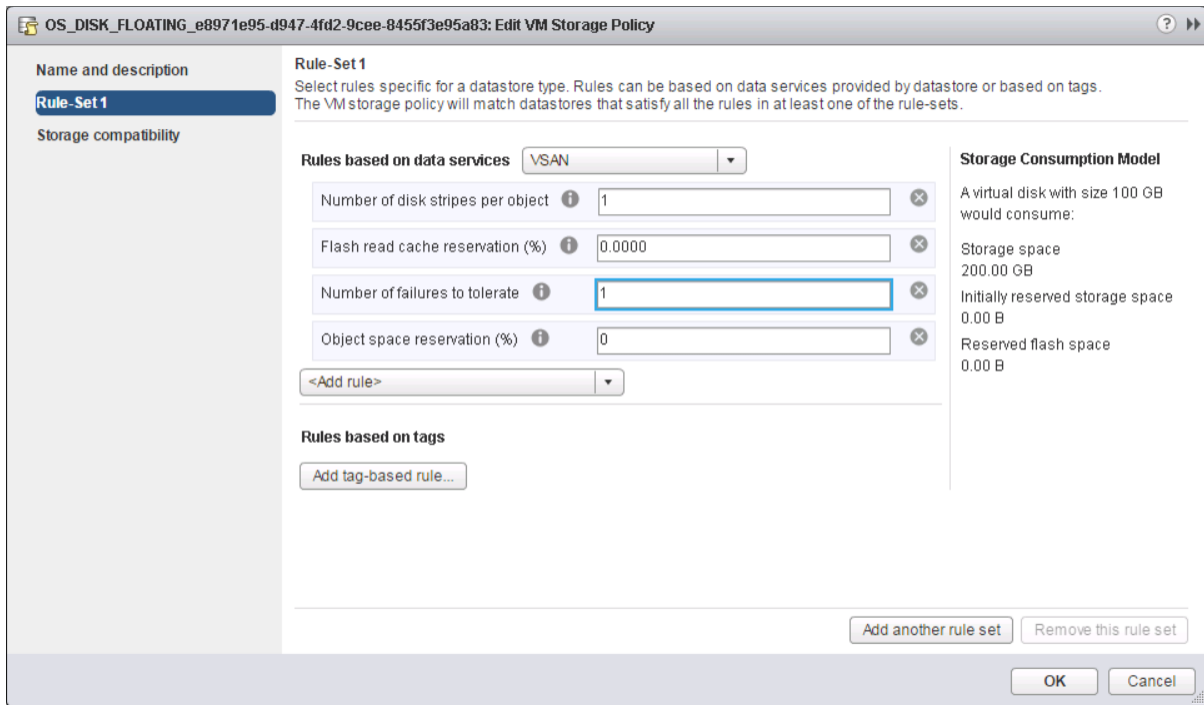 OS_DISK_FLOATING_e8971e95-d947-4fd2-9cee-8455f3e95a83: Edit VM Storage Policy
?
Name and description
Rule-Set 1
Storage compatibility
Rule-Set 1
Select rules specific for a datastore type. Rules can be based on data services provided by datastore or based on tags.
The VM storage policy will match datastores that satisfy all the rules in at least one of the rule-sets.
Rules based on data services VSAN
Number of disk stripes per object 1
Flash read cache reservation (%) 0.0000
Number of failures to tolerate 1
Object space reservation (%) 0
<Add rule>
Rules based on tags
Add tag-based rule...
Storage Consumption Model
A virtual disk with size 100 GB
would consume:
Storage space
200.00 GB
Initially reserved storage space
0.00 B
Reserved flash space
0.00 B
Add another rule set Remove this rule set
OK Cancel